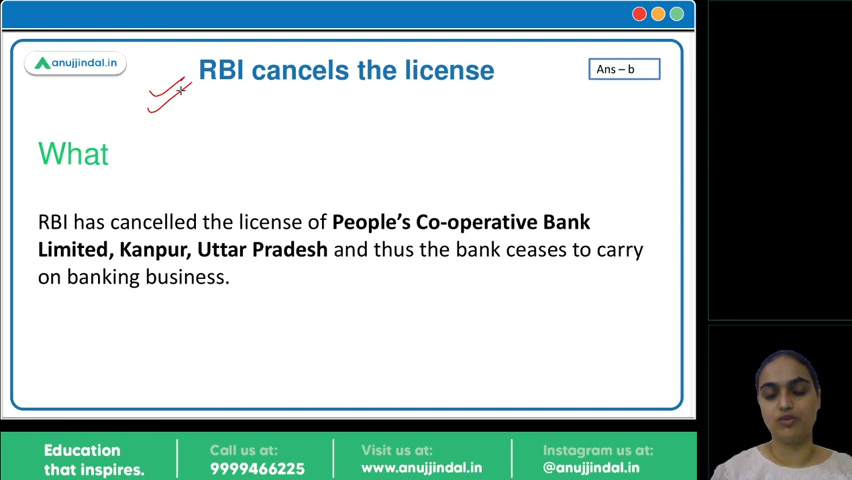 anujjindal.in
RBI cancels the license
Ans – b
What
RBI has cancelled the license of People's Co-operative Bank
Limited, Kanpur, Uttar Pradesh and thus the bank ceases to carry
on banking business.
Education
that inspires.
Call us at:
9999466225
Visit us at:
www.anujjindal.in
Instagram us at:
@anujjindal.in